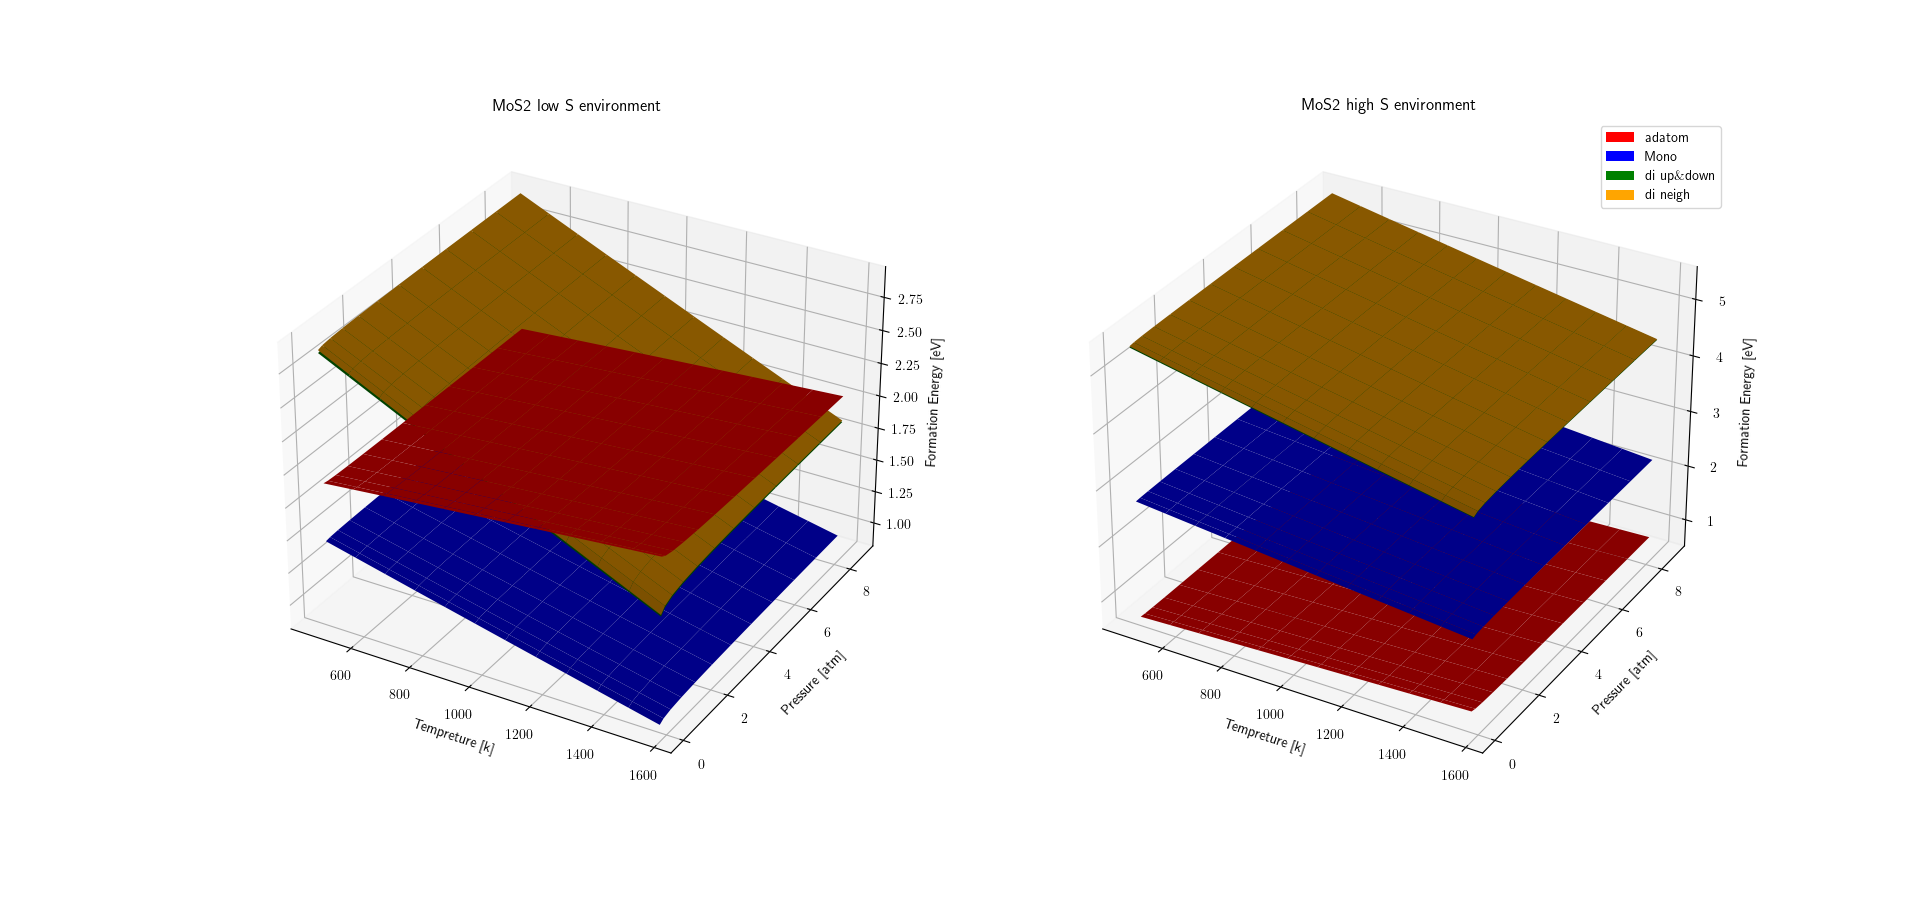 MoS2 low S environment
2.75
2.50
2.25
2.00
1.75
1.50
1.25
1.00
Formation Energy [eV]
8
6
4
2
0
Pressure [atm]
600
800
1000
1200
1400
1600
Tempreture [k]
MoS2 high S environment
adatom
Mono
di up&down
di neigh
5
4
3
2
1
Formation Energy [eV]
8
6
4
2
0
Pressure [atm]
600
800
1000
1200
1400
1600
Tempreture [k]